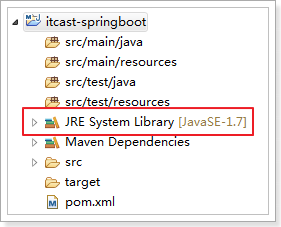 itcast-springboot
src/main/java
src/main/resources
src/test/java
src/test/resources
JRE System Library [JavaSE-1.7]
Maven Dependencies
src
target
pom.xml